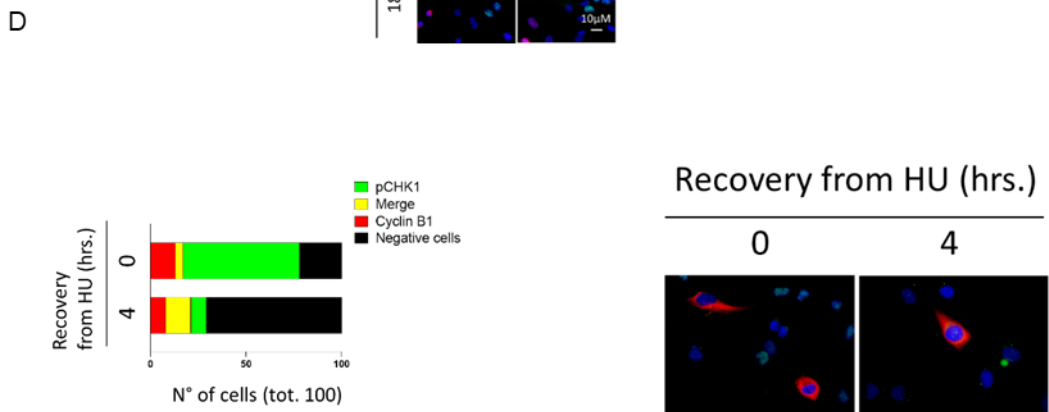 D
18
10μM
pCHK1
Merge
Cyclin B1
Negative cells
Recovery
from HU (hrs.)
0
4
0
50
100
N° of cells (tot. 100)
Recovery from HU (hrs.)
0
4